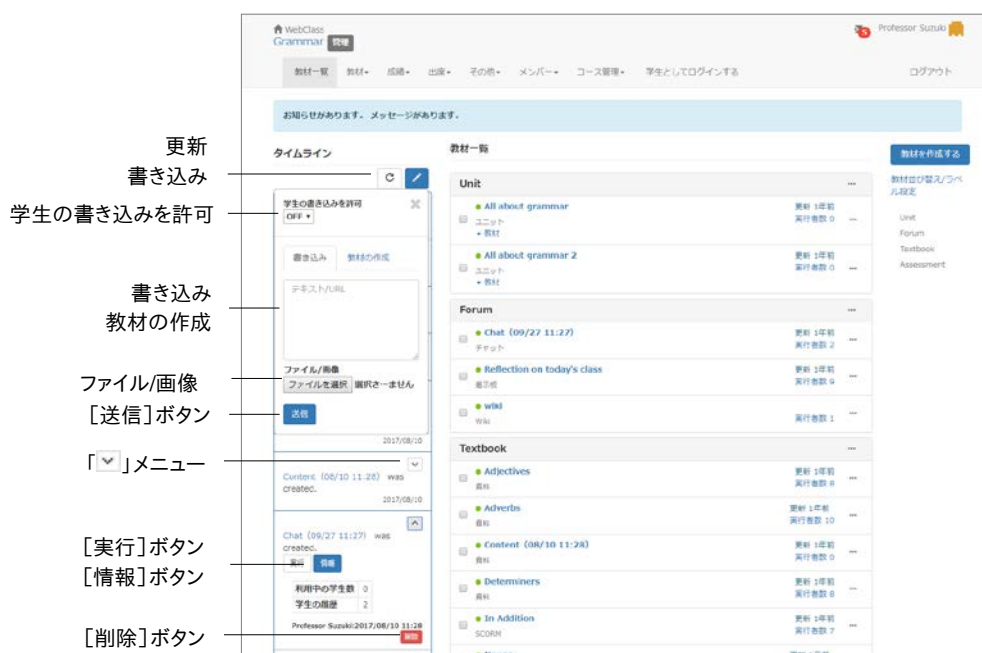 WebClass
Grammar 管理
5
Professor Suzuki
教材一覧 教材 成績 出席 その他 メンバー コース管理 学生としてログインする ログアウト
お知らせがあります。メッセージがあります。
更新
書き込み
学生の書き込みを許可
書き込み
教材の作成
ファイル/画像
[送信]ボタン
「 」メニュー
[実行]ボタン
[情報]ボタン
[削除]ボタン
タイムライン
学生の書き込みを許可
OFF
書き込み 教材の作成
テキスト/URL
ファイル/画像
ファイルを選択 選択さ…ません
送信
2017/08/10
Content (08/10 11:28) was
created.
2017/08/10
Chat (09/27 11:27) was
created.
実行 情報
利用中の学生数 0
学生の履歴 2
Professor Suzuki:2017/08/10 11:28
削除
教材一覧
Unit
All about grammar 更新 1年前
ユニット 実行者数 0
+ 教材
All about grammar 2 更新 1年前
ユニット 実行者数 0
+ 教材
Forum
Chat (09/27 11:27) 更新 1年前
チャット 実行者数 2
Reflection on today's class 更新 1年前
掲示板 実行者数 9
wiki
Wiki 実行者数 1
Textbook
Adjectives 更新 1年前
資料 実行者数 8
Adverbs 更新 1年前
資料 実行者数 10
Content (08/10 11:28) 更新 1年前
資料 実行者数 0
Determiners 更新 1年前
資料 実行者数 8
In Addition 更新 1年前
SCORM 実行者数 7
教材を作成する
教材並び替え/ラベ
ル設定
Unit
Forum
Textbook
Assessment